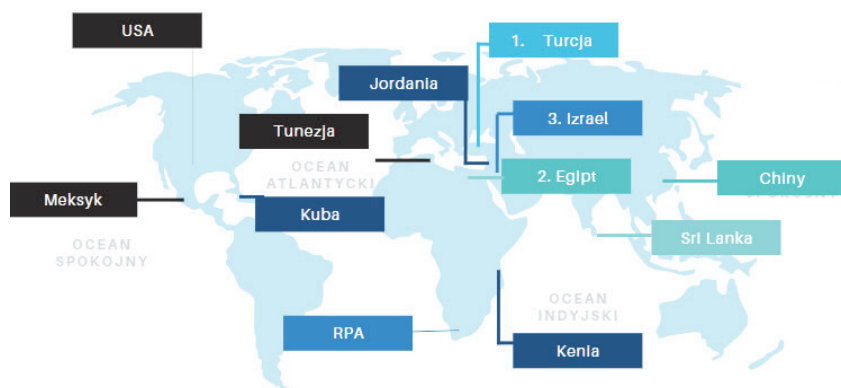 USA
1. Turcja
Jordania
3. Izrael
Tunezja
OCEAN
ATLANTYCKI
2. Egipt
Chiny
Meksyk
Kuba
Sri Lanka
OCEAN
SPOKOJNY
OCEAN
INDYJSKI
RPA
Kenia